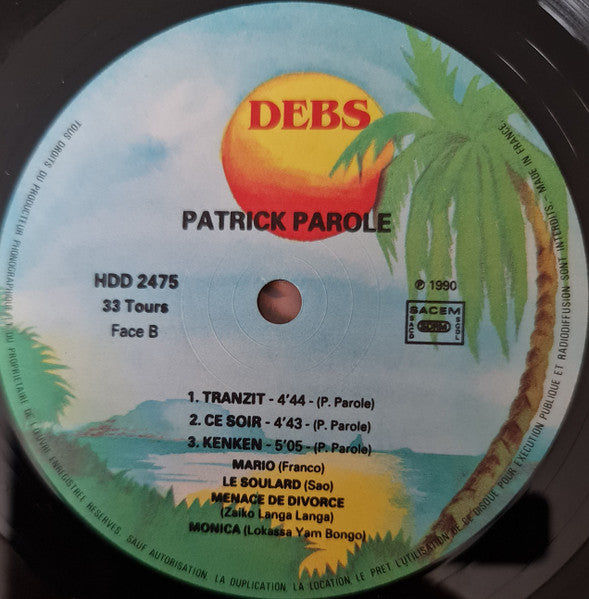 DEBS
PATRICK PAROLE
HDD 2475
33 Tours
Face B
℗ 1990
SACEM
SACD
SDRM
SCDL
1. TRANZIT - 4'44 - (P. Parole)
2. CE SOIR - 4'43 - (P. Parole)
3. KENKEN - 5'05 - (P. Parole)
MARIO (Franco)
LE SOULARD (Sao)
MENACE DE DIVORCE
(Zaiko Langa Langa)
MONICA (Lokassa Yam Bongo)
TOUS DROITS DU PRODUCTEUR PHONOGRAPHIQUE ET DU PROPRIETAIRE DE L'ŒUVRE ENREGISTREE RESERVES. SAUF AUTORISATION, LA DUPLICATION, LA LOCATION, LE PRET, L'UTILISATION DE CE DISQUE POUR EXECUTION PUBLIQUE ET RADIODIFFUSION SONT INTERDITS.- MADE IN FRANCE.